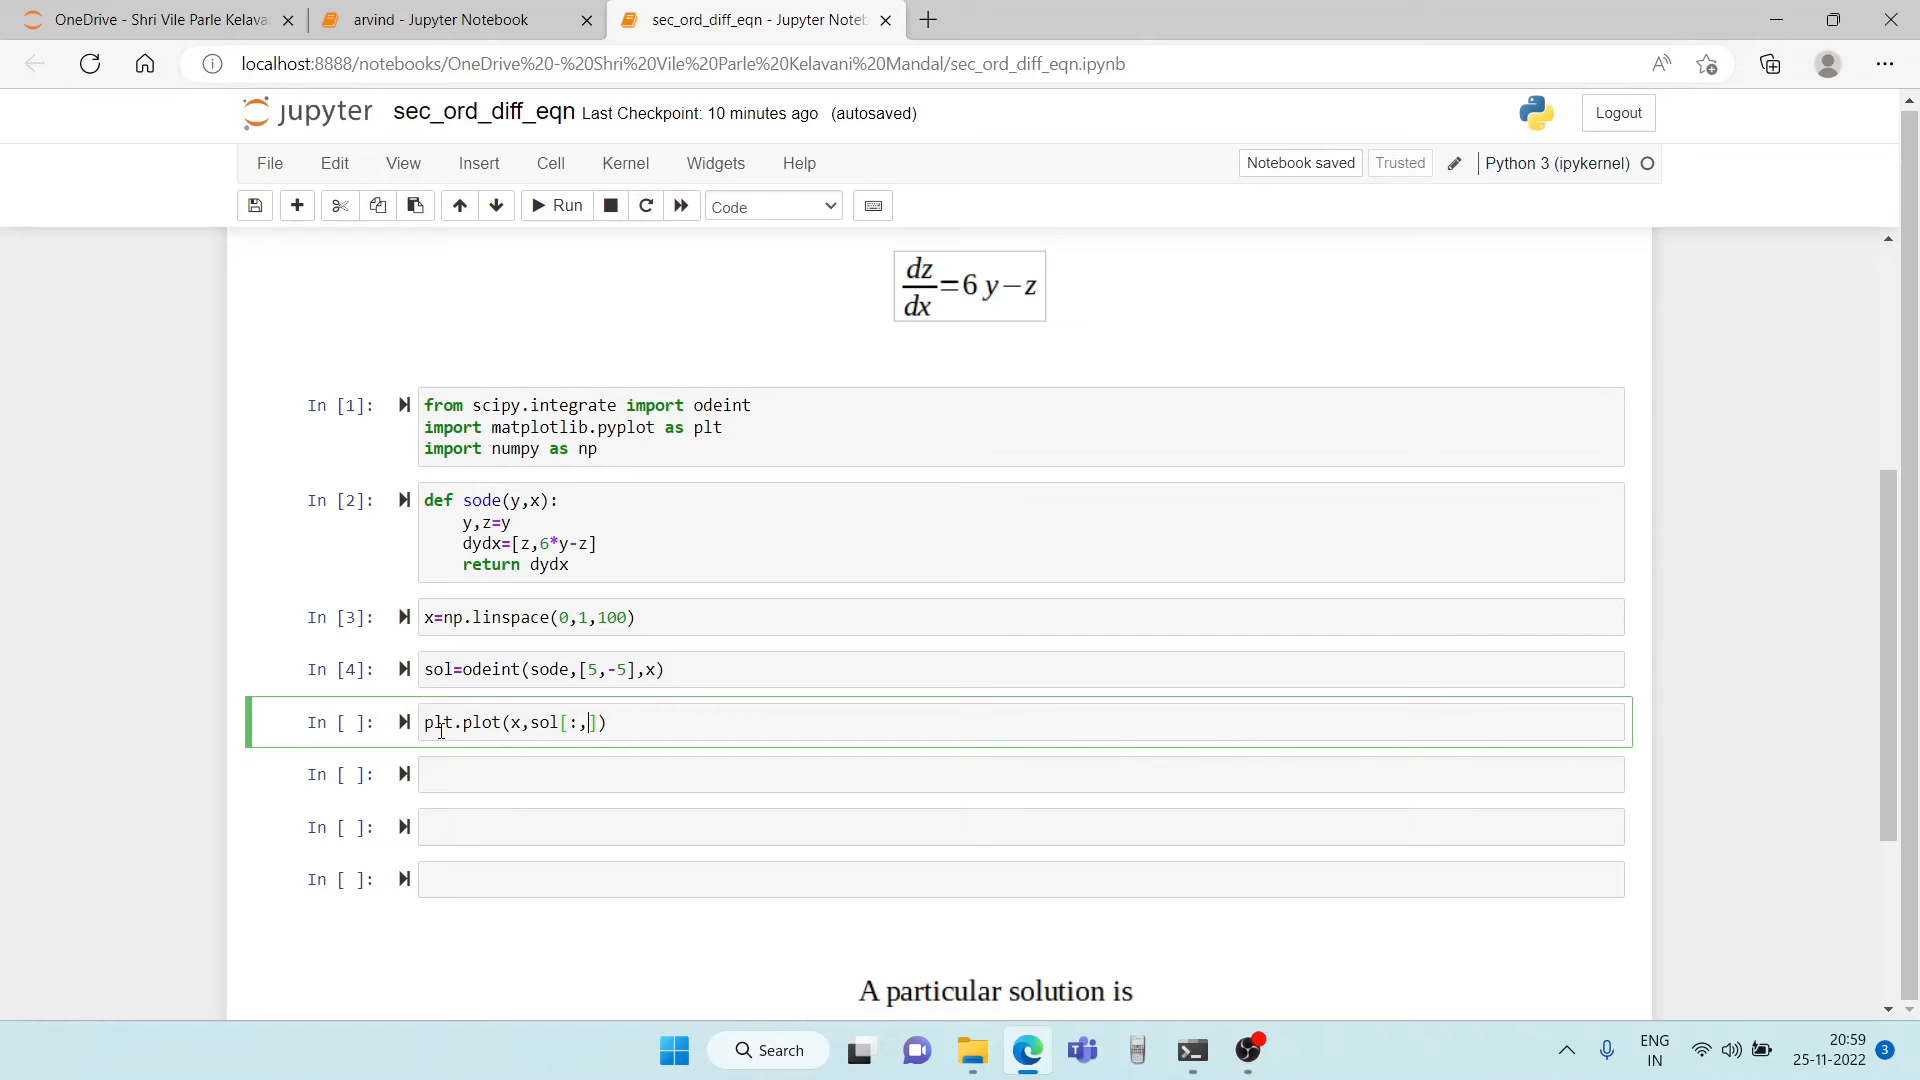 OneDrive - Shri Vile Parle Kelava
arvind - Jupyter Notebook
sec_ord_diff_eqn - Jupyter Noteb
localhost:8888/notebooks/OneDrive%20-%20Shri%20Vile%20Parle%20Kelavani%20Mandal/sec_ord_diff_eqn.ipynb
jupyter sec_ord_diff_eqn Last Checkpoint: 10 minutes ago (autosaved)
Logout
File Edit View Insert Cell Kernel Widgets Help
Notebook saved Trusted Python 3 (ipykernel)
Run Code
dz/dx=6 y−z
In [1]: from scipy.integrate import odeint
import matplotlib.pyplot as plt
import numpy as np
In [2]: def sode(y,x):
y,z=y
dydx=[z,6*y-z]
return dydx
In [3]: x=np.linspace(0,1,100)
In [4]: sol=odeint(sode,[5,-5],x)
In [ ]: plt.plot(x,sol[:,])
In [ ]:
In [ ]:
In [ ]:
A particular solution is
Search
ENG
IN
20:59
25-11-2022
3